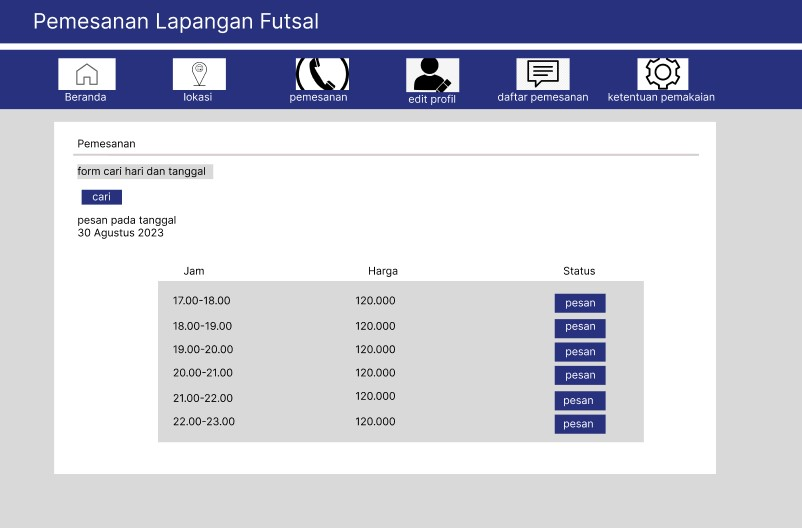 Pemesanan Lapangan Futsal
Beranda
lokasi
pemesanan
edit profil
daftar pemesanan
ketentuan pemakaian
Pemesanan
form cari hari dan tanggal
cari
pesan pada tanggal
30 Agustus 2023
Jam Harga Status
17.00-18.00 120.000 pesan
18.00-19.00 120.000 pesan
19.00-20.00 120.000 pesan
20.00-21.00 120.000 pesan
21.00-22.00 120.000 pesan
22.00-23.00 120.000 pesan